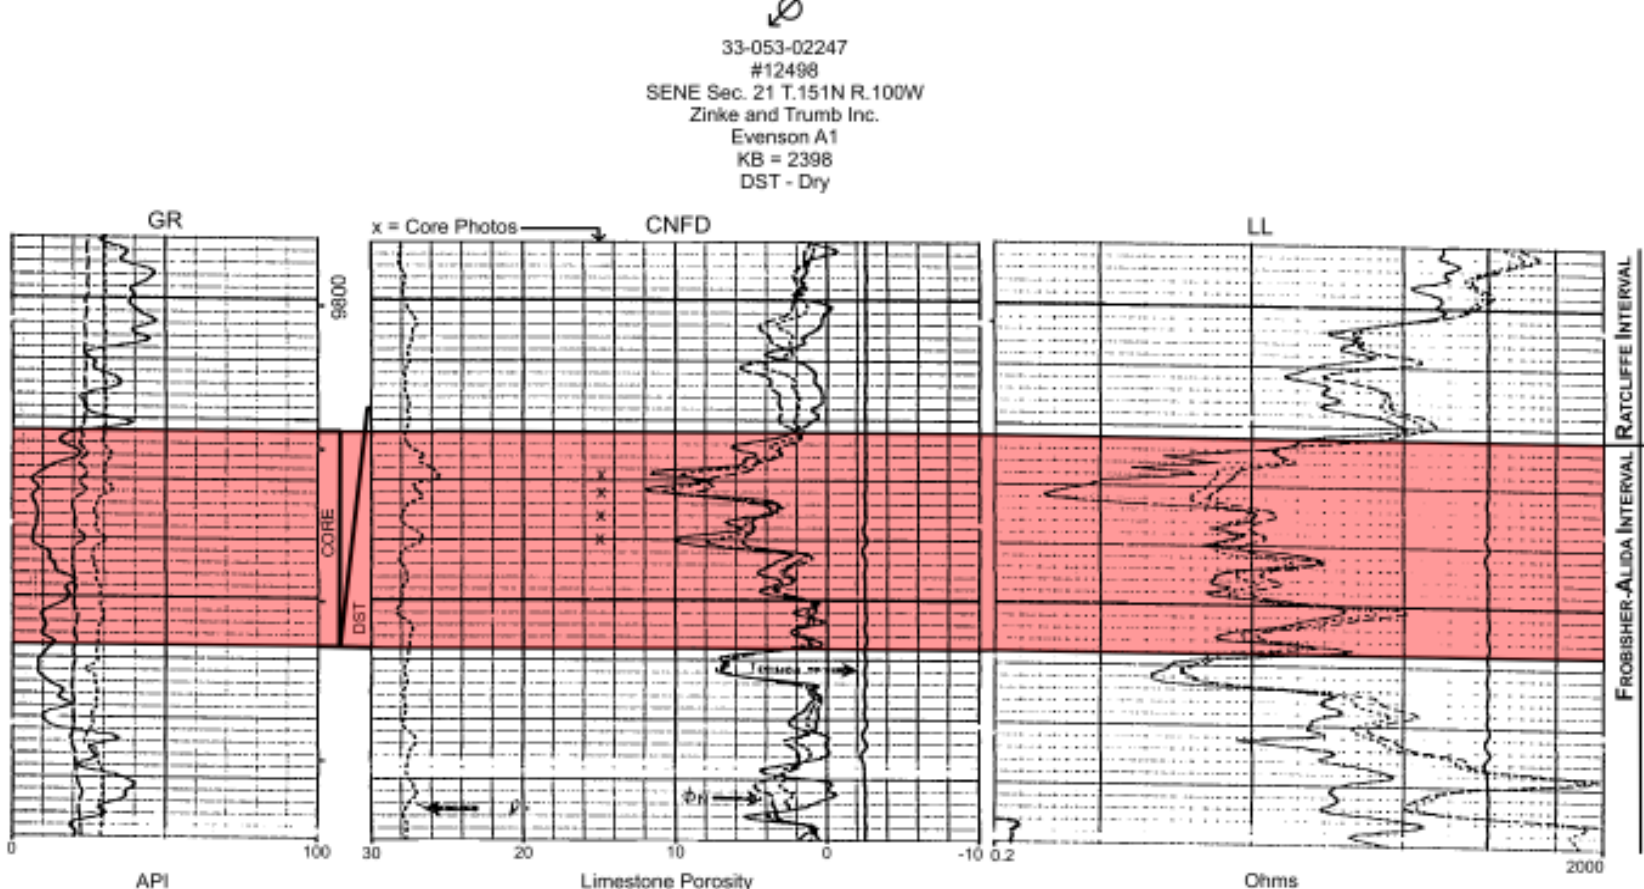 33-053-02247
#12498
SENE Sec. 21 T.151N R.100W
Zinke and Trumb Inc.
Evenson A1
KB = 2398
DST - Dry
GR
x = Core Photos
CNFD
LL
9800
CORE
DST
x
x
x
x
RATCLIFFE INTERVAL
FROBISHER-ALIDA INTERVAL
0
100
30
20
10
0
-10
0.2
2000
API
Limestone Porosity
Ohms